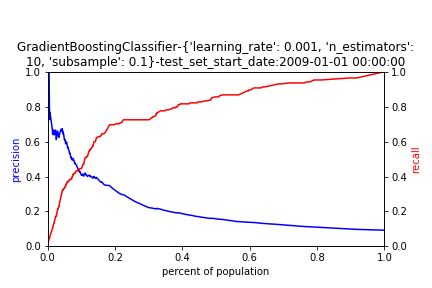 GradientBoostingClassifier-{'learning_rate': 0.001, 'n_estimators':
10, 'subsample': 0.1}-test_set_start_date:2009-01-01 00:00:00
1.0
0.8
0.6
0.4
0.2
0.0
precision
1.0
0.8
0.6
0.4
0.2
0.0
recall
0.0 0.2 0.4 0.6 0.8 1.0
percent of population